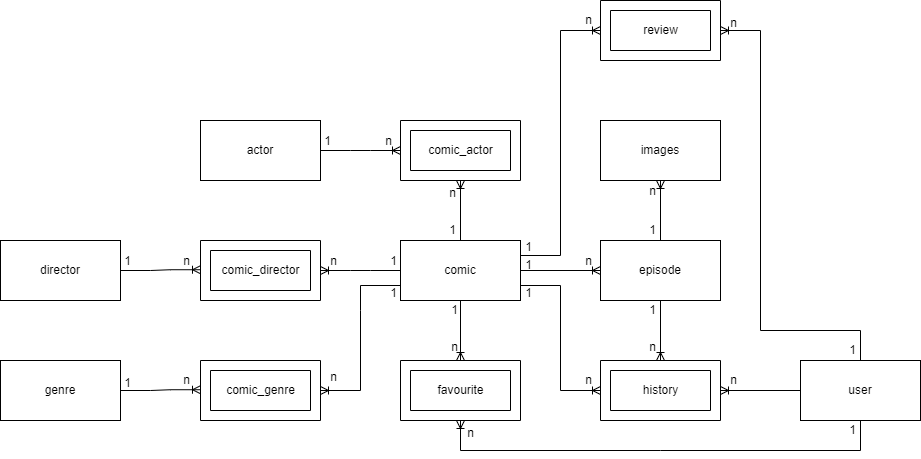 n
review
n
actor
1
n
comic_actor
images
n
n
1
1
director
n
comic_director
n
1
comic
1
1
n
episode
1
1
1
1
n
n
1
genre
1
n
comic_genre
n
favourite
n
history
n
user
n
1